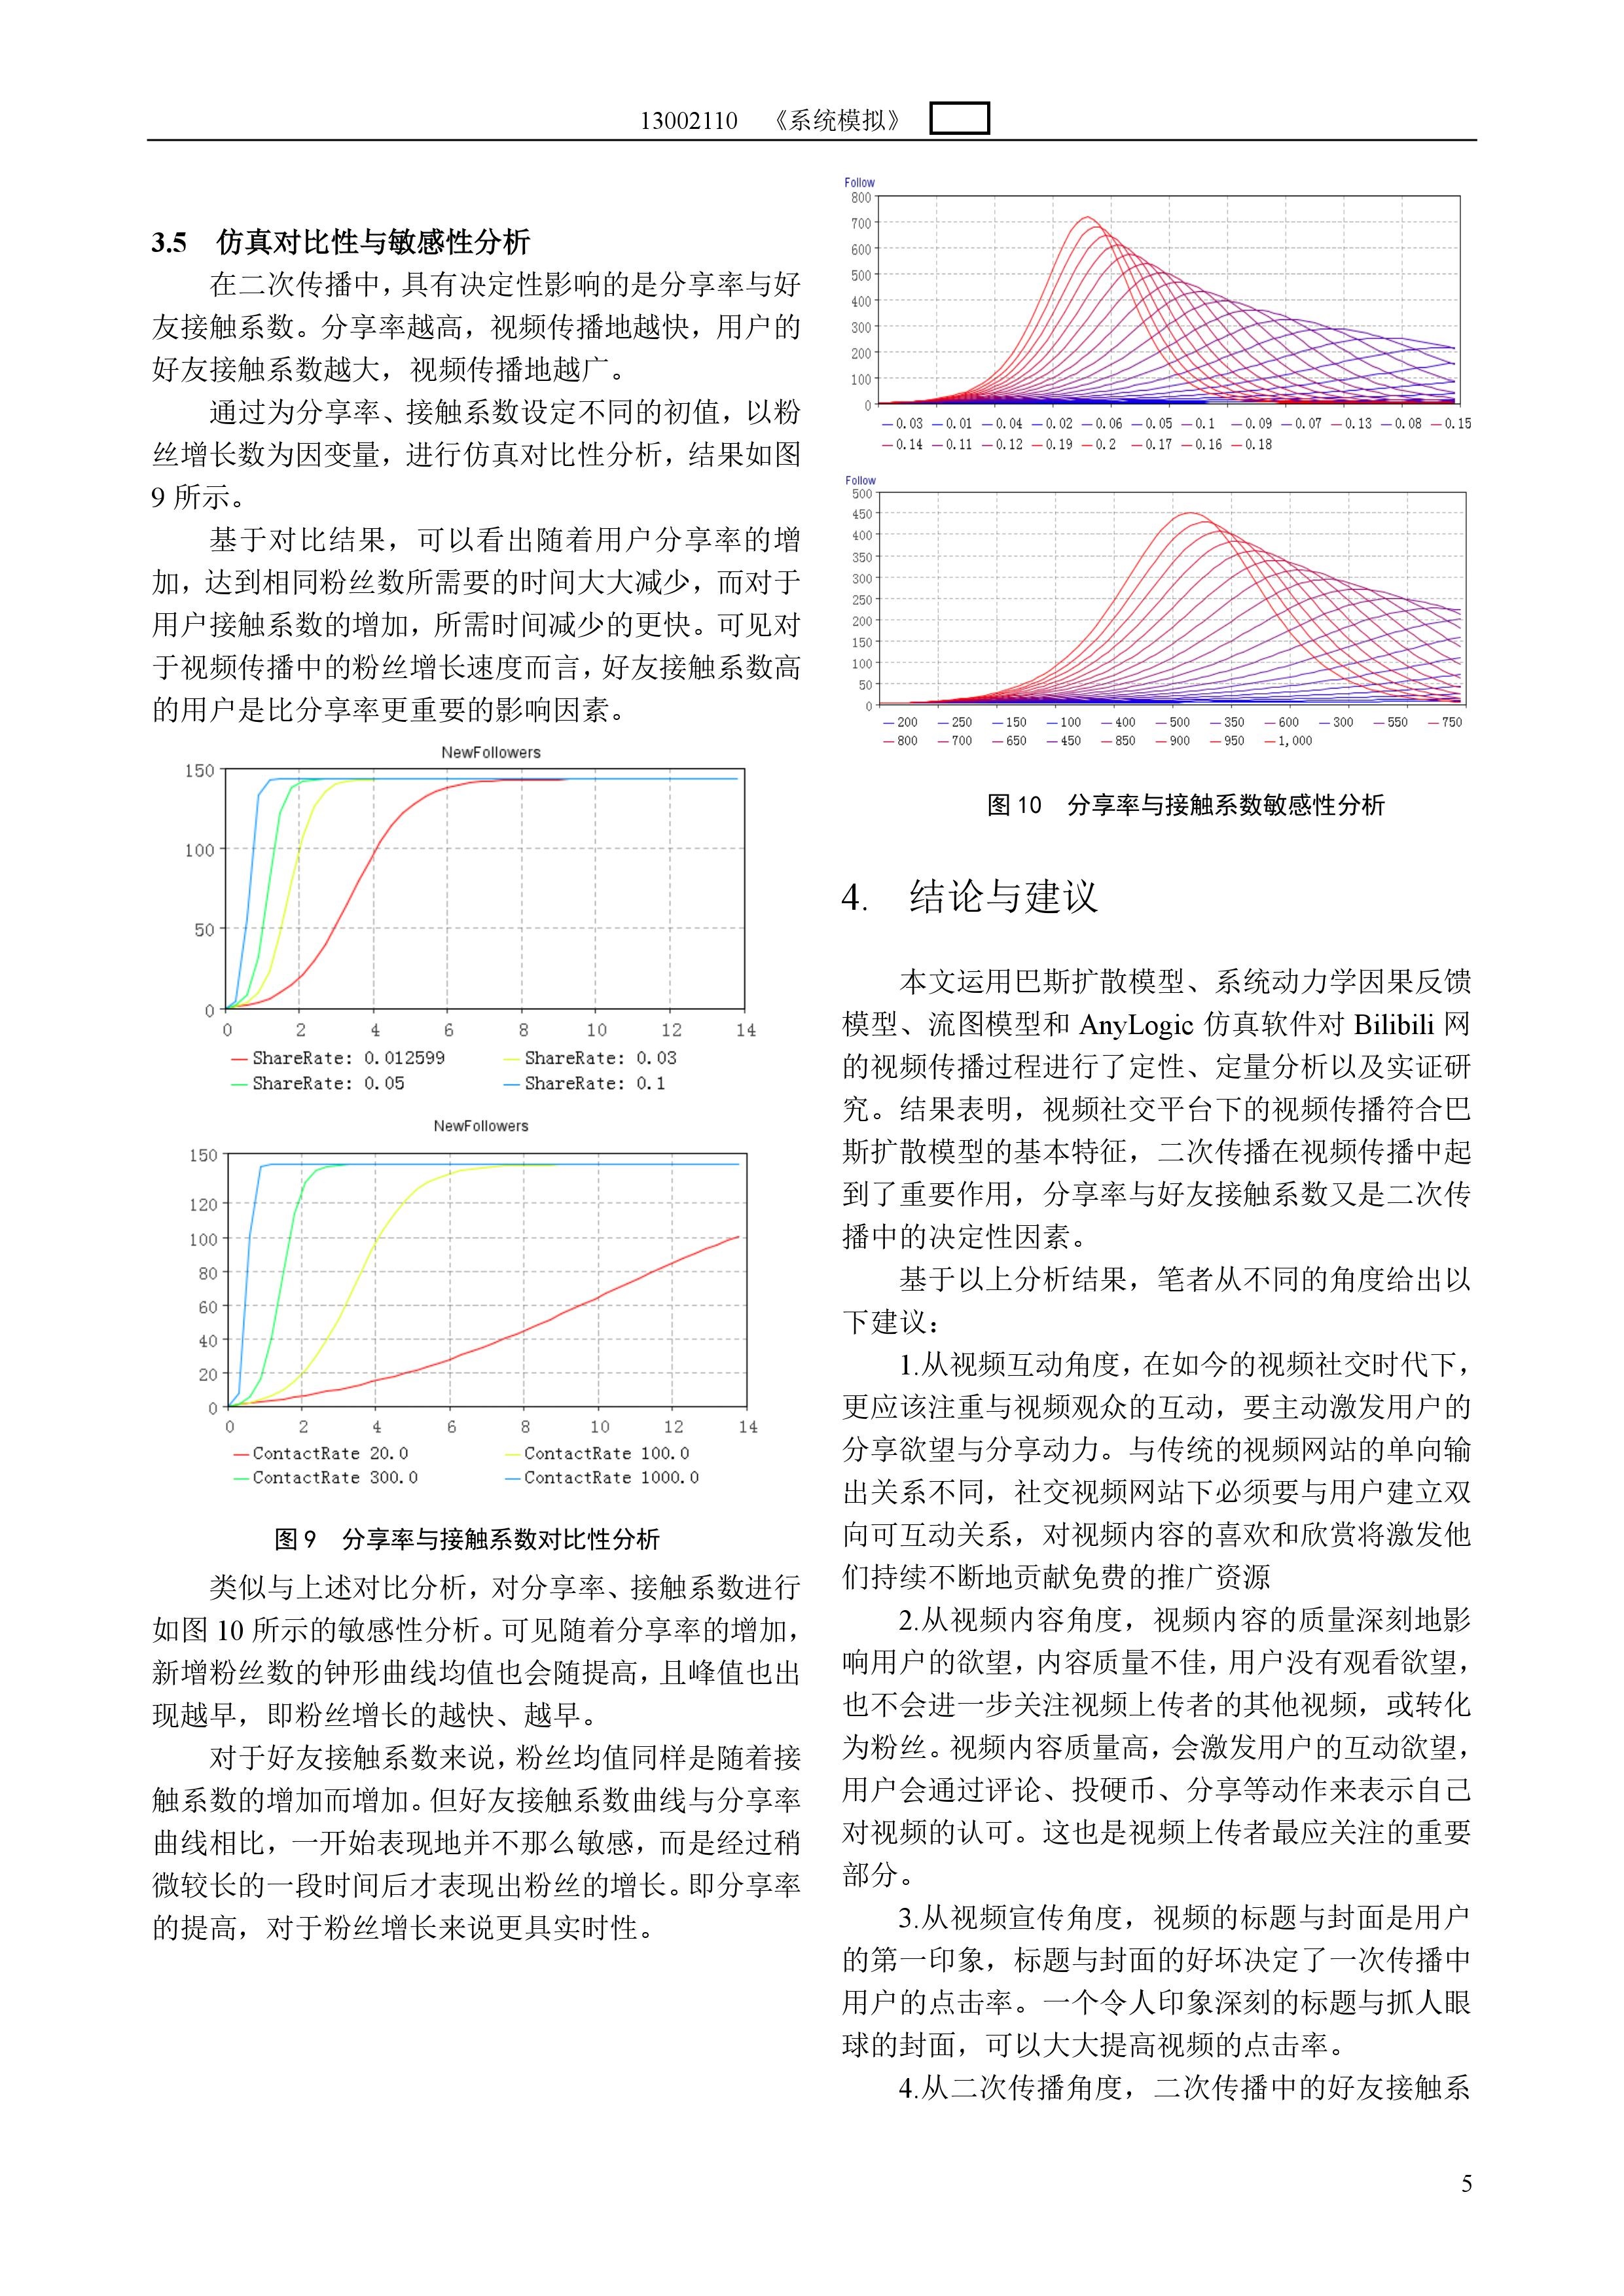 13002110 《系统模拟》
3.5 仿真对比性与敏感性分析
在二次传播中，具有决定性影响的是分享率与好
友接触系数。分享率越高，视频传播地越快，用户的
好友接触系数越大，视频传播地越广。
通过为分享率、接触系数设定不同的初值，以粉
丝增长数为因变量，进行仿真对比性分析，结果如图
9 所示。
基于对比结果，可以看出随着用户分享率的增
加，达到相同粉丝数所需要的时间大大减少，而对于
用户接触系数的增加，所需时间减少的更快。可见对
于视频传播中的粉丝增长速度而言，好友接触系数高
的用户是比分享率更重要的影响因素。
NewFollowers
150
100
50
0
0 2 4 6 8 10 12 14
ShareRate: 0.012599 ShareRate: 0.03
ShareRate: 0.05 ShareRate: 0.1
NewFollowers
150
120
100
80
60
40
20
0
0 2 4 6 8 10 12 14
ContactRate 20.0 ContactRate 100.0
ContactRate 300.0 ContactRate 1000.0
图 9 分享率与接触系数对比性分析
类似与上述对比分析，对分享率、接触系数进行
如图 10 所示的敏感性分析。可见随着分享率的增加，
新增粉丝数的钟形曲线均值也会随提高，且峰值也出
现越早，即粉丝增长的越快、越早。
对于好友接触系数来说，粉丝均值同样是随着接
触系数的增加而增加。但好友接触系数曲线与分享率
曲线相比，一开始表现地并不那么敏感，而是经过稍
微较长的一段时间后才表现出粉丝的增长。即分享率
的提高，对于粉丝增长来说更具实时性。
Follow
800
700
600
500
400
300
200
100
0
0.03 0.01 0.04 0.02 0.06 0.05 0.1 0.09 0.07 0.13 0.08 0.15
0.14 0.11 0.12 0.19 0.2 0.17 0.16 0.18
Follow
500
450
400
350
300
250
200
150
100
50
0
200 250 150 100 400 500 350 600 300 550 750
800 700 650 450 850 900 950 1,000
图 10 分享率与接触系数敏感性分析
4. 结论与建议
本文运用巴斯扩散模型、系统动力学因果反馈
模型、流图模型和 AnyLogic 仿真软件对 Bilibili 网
的视频传播过程进行了定性、定量分析以及实证研
究。结果表明，视频社交平台下的视频传播符合巴
斯扩散模型的基本特征，二次传播在视频传播中起
到了重要作用，分享率与好友接触系数又是二次传
播中的决定性因素。
基于以上分析结果，笔者从不同的角度给出以
下建议：
1.从视频互动角度，在如今的视频社交时代下，
更应该注重与视频观众的互动，要主动激发用户的
分享欲望与分享动力。与传统的视频网站的单向输
出关系不同，社交视频网站下必须要与用户建立双
向可互动关系，对视频内容的喜欢和欣赏将激发他
们持续不断地贡献免费的推广资源
2.从视频内容角度，视频内容的质量深刻地影
响用户的欲望，内容质量不佳，用户没有观看欲望，
也不会进一步关注视频上传者的其他视频，或转化
为粉丝。视频内容质量高，会激发用户的互动欲望，
用户会通过评论、投硬币、分享等动作来表示自己
对视频的认可。这也是视频上传者最应关注的重要
部分。
3.从视频宣传角度，视频的标题与封面是用户
的第一印象，标题与封面的好坏决定了一次传播中
用户的点击率。一个令人印象深刻的标题与抓人眼
球的封面，可以大大提高视频的点击率。
4.从二次传播角度，二次传播中的好友接触系
5